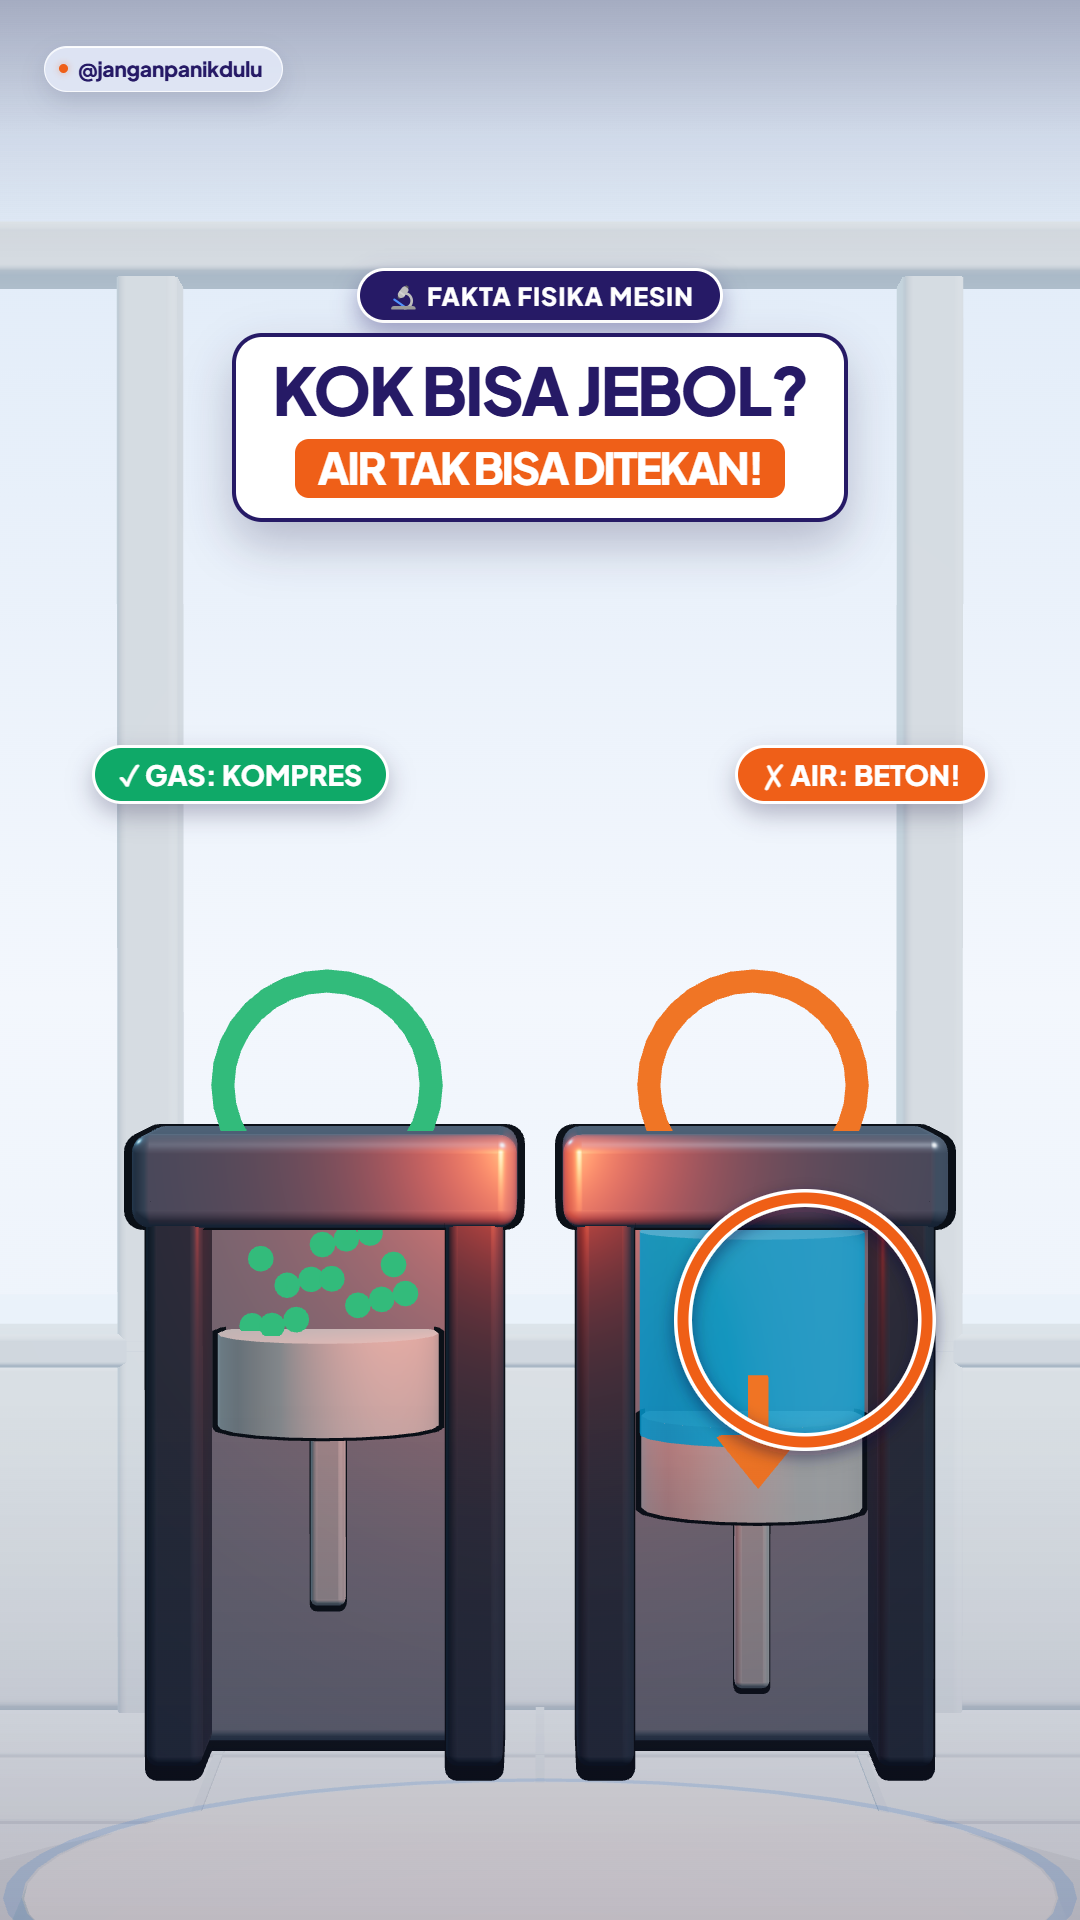 @janganpanikdulu
🔬 FAKTA FISIKA MESIN
KOK BISA JEBOL?
AIR TAK BISA DITEKAN!
✓ GAS: KOMPRES
✗ AIR: BETON!